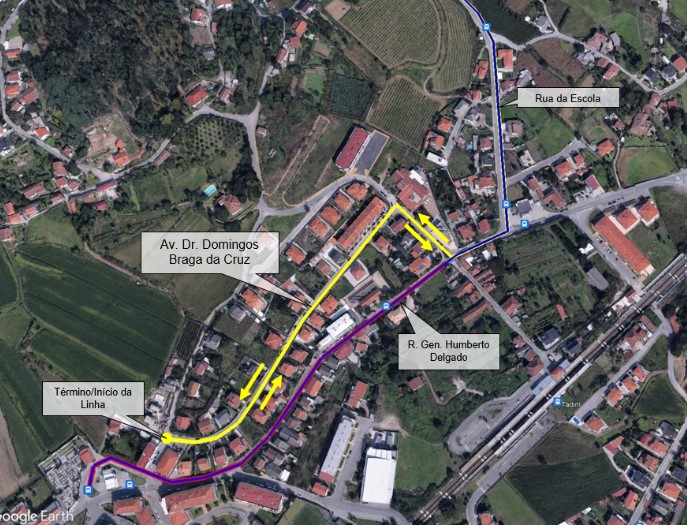 Rua da Escola
Av. Dr. Domingos
Braga da Cruz
R. Gen. Humberto
Delgado
Término/Início da
Linha
Tadim
Google Earth